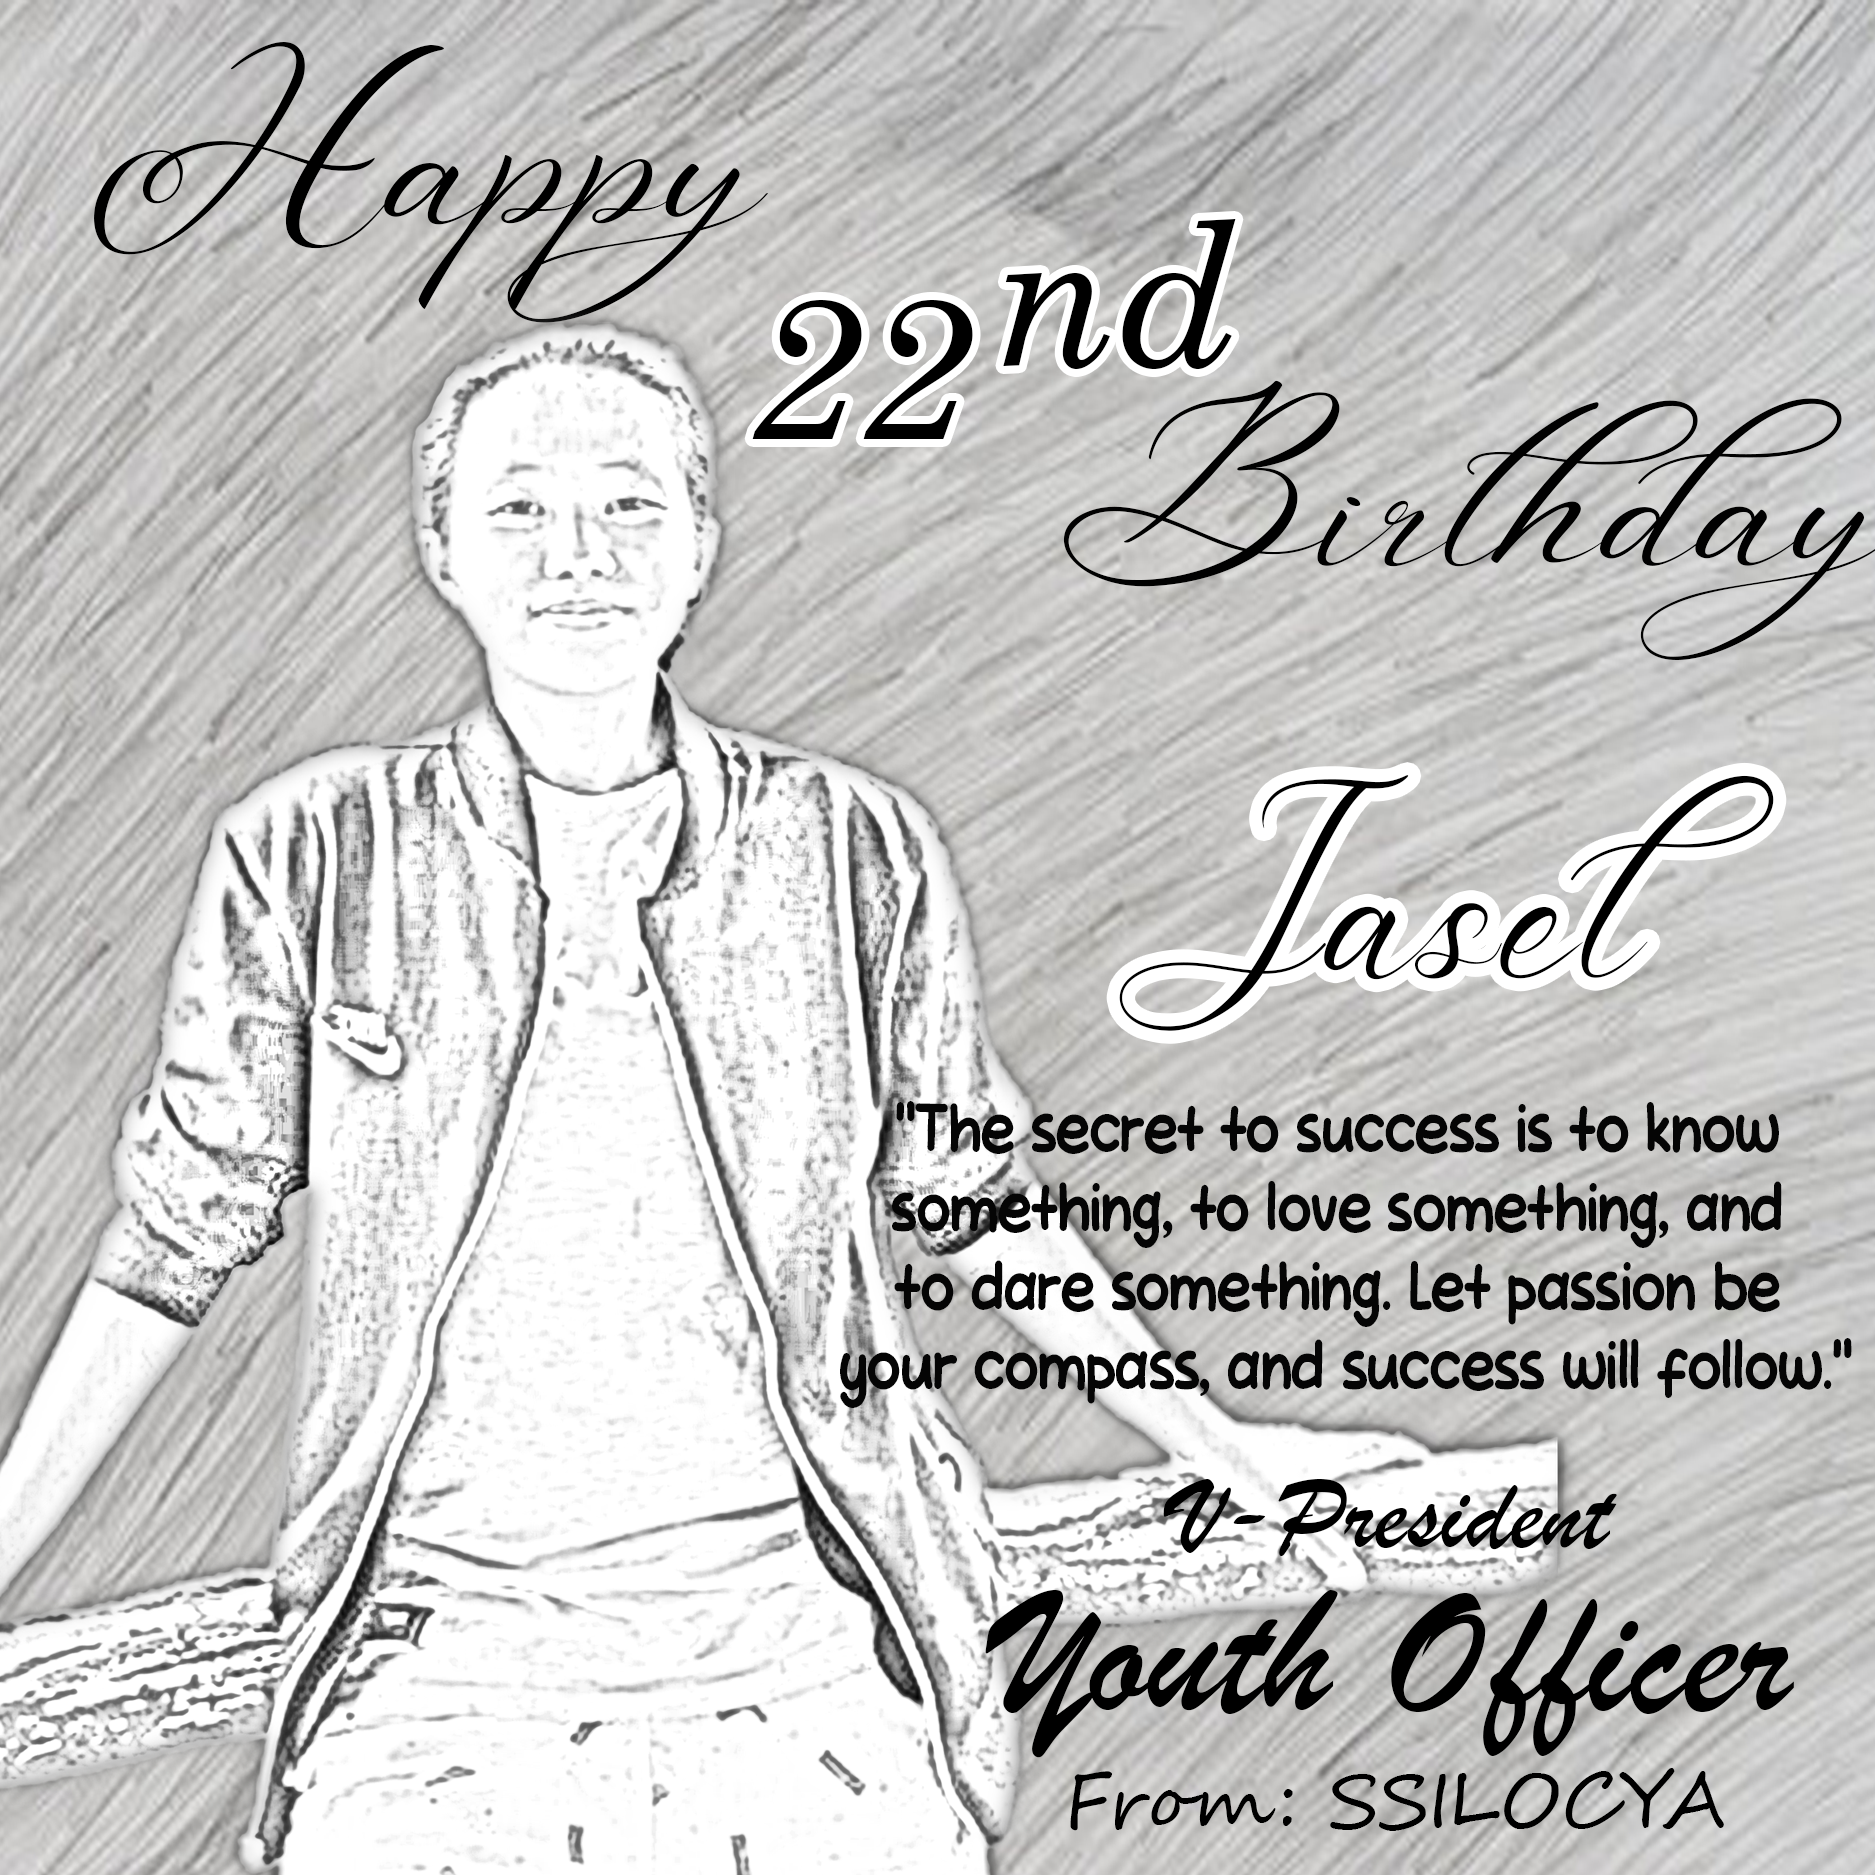 Happy
22nd
Birthday
Jasel
"The secret to success is to know
something, to love something, and
to dare something. Let passion be
your compass, and success will follow."
V-President
Youth Officer
From: SSILOCYA